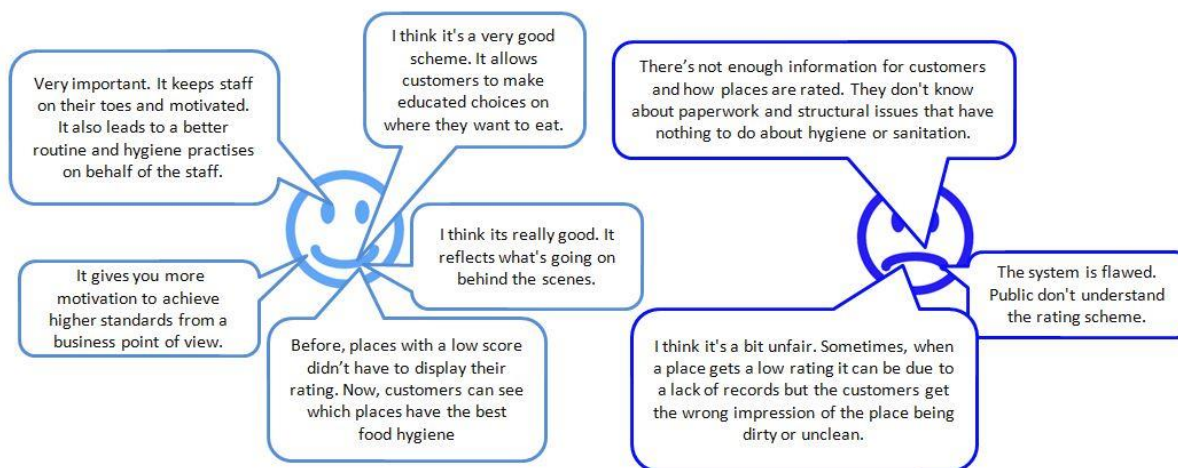 Very important. It keeps staff
on their toes and motivated.
It also leads to a better
routine and hygiene practises
on behalf of the staff.
I think it's a very good
scheme. It allows
customers to make
educated choices on
where they want to eat.
I think its really good. It
reflects what's going on
behind the scenes.
It gives you more
motivation to achieve
higher standards from a
business point of view.
Before, places with a low score
didn’t have to display their
rating. Now, customers can see
which places have the best
food hygiene
There’s not enough information for customers
and how places are rated. They don't know
about paperwork and structural issues that have
nothing to do about hygiene or sanitation.
The system is flawed.
Public don't understand
the rating scheme.
I think it's a bit unfair. Sometimes, when
a place gets a low rating it can be due to
a lack of records but the customers get
the wrong impression of the place being
dirty or unclean.